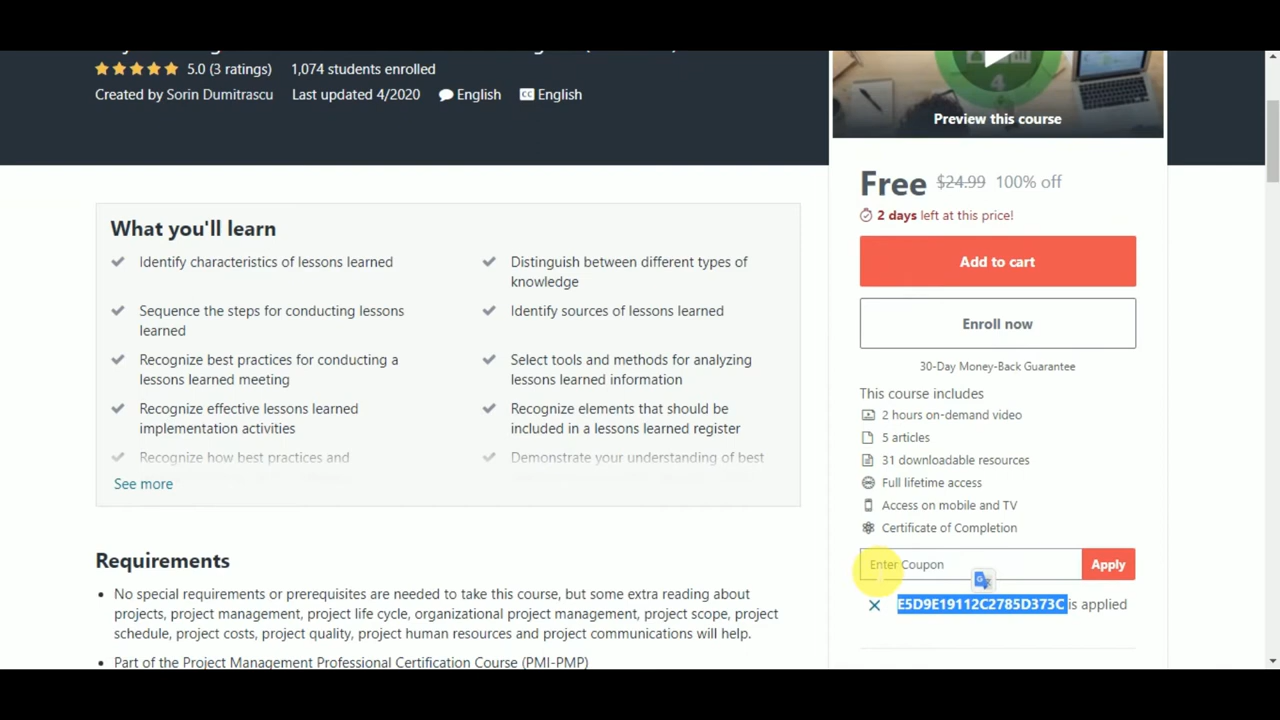 5.0 (3 ratings) 1,074 students enrolled
Created by Sorin Dumitrascu Last updated 4/2020 English CC English
What you'll learn
Identify characteristics of lessons learned
Sequence the steps for conducting lessons
learned
Recognize best practices for conducting a
lessons learned meeting
Recognize effective lessons learned
implementation activities
Recognize how best practices and
Distinguish between different types of
knowledge
Identify sources of lessons learned
Select tools and methods for analyzing
lessons learned information
Recognize elements that should be
included in a lessons learned register
Demonstrate your understanding of best
See more
Requirements
No special requirements or prerequisites are needed to take this course, but some extra reading about
projects, project management, project life cycle, organizational project management, project scope, project
schedule, project costs, project quality, project human resources and project communications will help.
Part of the Project Management Professional Certification Course (PMI-PMP)
4
Preview this course
Free $24.99 100% off
2 days left at this price!
Add to cart
Enroll now
30-Day Money-Back Guarantee
This course includes
2 hours on-demand video
5 articles
31 downloadable resources
Full lifetime access
Access on mobile and TV
Certificate of Completion
Enter Coupon Apply
E5D9E19112C2785D373C is applied